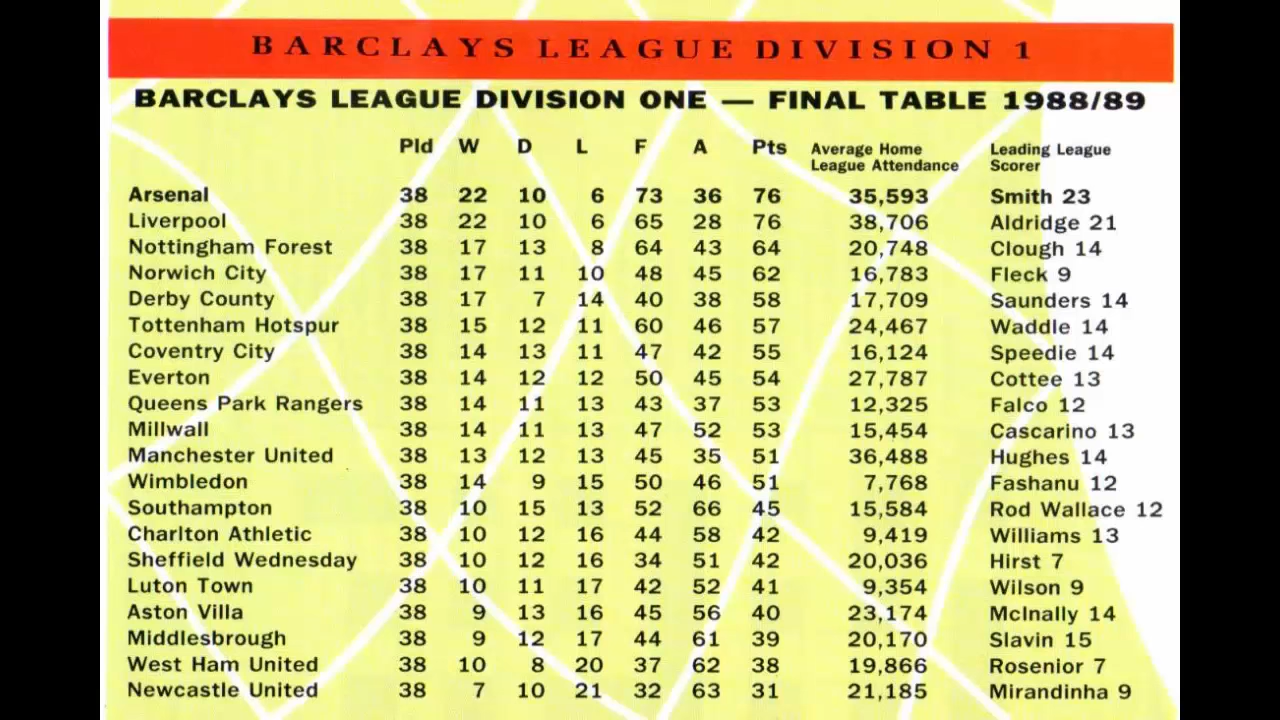 BARCLAYS LEAGUE DIVISION 1
BARCLAYS LEAGUE DIVISION ONE — FINAL TABLE 1988/89
Pld W D L F A Pts Average Home League Attendance Leading League Scorer
Arsenal 38 22 10 6 73 36 76 35,593 Smith 23
Liverpool 38 22 10 6 65 28 76 38,706 Aldridge 21
Nottingham Forest 38 17 13 8 64 43 64 20,748 Clough 14
Norwich City 38 17 11 10 48 45 62 16,783 Fleck 9
Derby County 38 17 7 14 40 38 58 17,709 Saunders 14
Tottenham Hotspur 38 15 12 11 60 46 57 24,467 Waddle 14
Coventry City 38 14 13 11 47 42 55 16,124 Speedie 14
Everton 38 14 12 12 50 45 54 27,787 Cottee 13
Queens Park Rangers 38 14 11 13 43 37 53 12,325 Falco 12
Millwall 38 14 11 13 47 52 53 15,454 Cascarino 13
Manchester United 38 13 12 13 45 35 51 36,488 Hughes 14
Wimbledon 38 14 9 15 50 46 51 7,768 Fashanu 12
Southampton 38 10 15 13 52 66 45 15,584 Rod Wallace 12
Charlton Athletic 38 10 12 16 44 58 42 9,419 Williams 13
Sheffield Wednesday 38 10 12 16 34 51 42 20,036 Hirst 7
Luton Town 38 10 11 17 42 52 41 9,354 Wilson 9
Aston Villa 38 9 13 16 45 56 40 23,174 McInally 14
Middlesbrough 38 9 12 17 44 61 39 20,170 Slavin 15
West Ham United 38 10 8 20 37 62 38 19,866 Rosenior 7
Newcastle United 38 7 10 21 32 63 31 21,185 Mirandinha 9